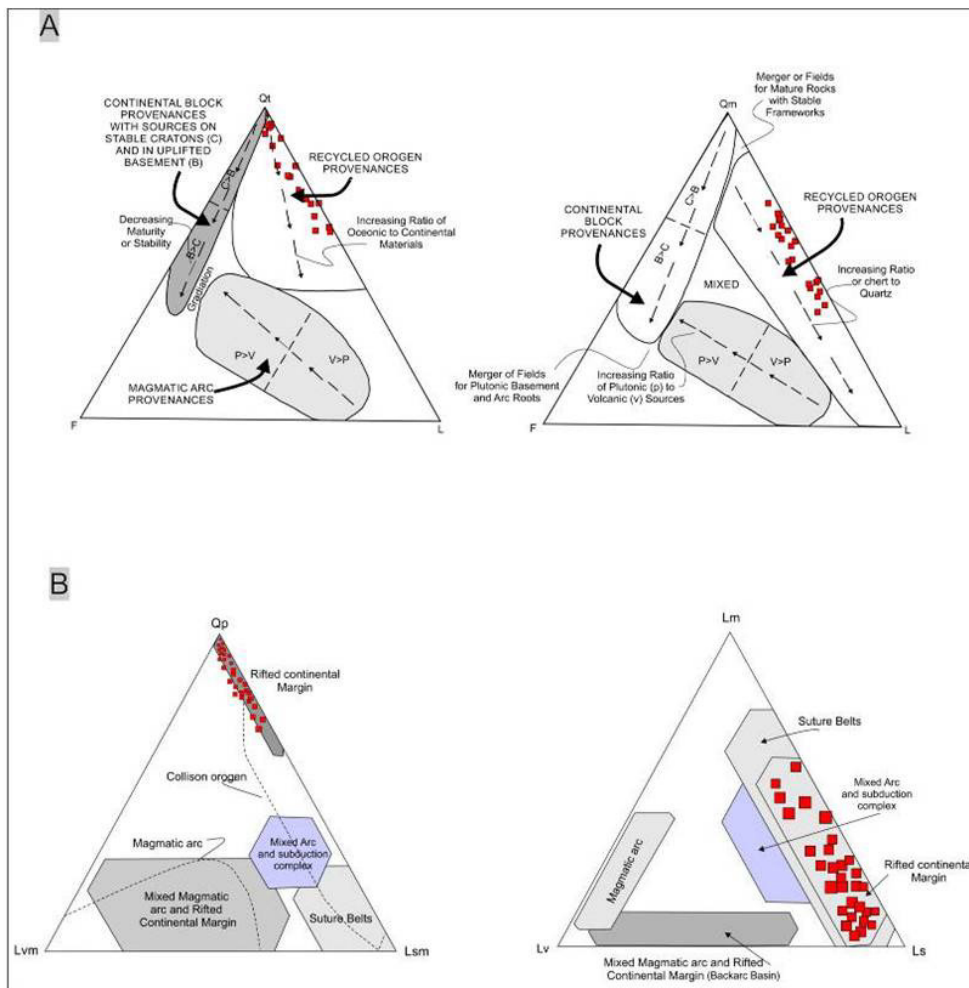 A
Qt
CONTINENTAL BLOCK
PROVENANCES
WITH SOURCES ON
STABLE CRATONS (C)
AND IN UPLIFTED
BASEMENT (B)
Decreasing
Maturity
or Stability
C>B
B>C
Gradiation
RECYCLED OROGEN
PROVENANCES
Increasing Ratio of
Oceonic to Continental
Materials
P>V
V>P
MAGMATIC ARC
PROVENANCES
F
L
Merger or Fields
for Mature Rocks
with Stable
Frameworks
Qm
C>B
B>C
CONTINENTAL
BLOCK
PROVENANCES
RECYCLED OROGEN
PROVENANCES
MIXED
Increasing Ratio
or chert to
Quartz
P>V
V>P
Merger of Fields
for Plutonic Basement
and Arc Roots
Increasing Ratio
of Plutonic (p) to
Volcanic (v) Sources
F
L
B
Qp
Rifted continental
Margin
Collison orogen
Magmatic arc
Mixed Arc
and subduction
complex
Mixed Magmatic
arc and Rifted
Continental Margin
Suture Belts
Lvm
Lsm
Lm
Suture Belts
Mixed Arc
and subduction
complex
Magmatic arc
Rifted continental
Margin
Lv
Ls
Mixed Magmatic arc and Rifted
Continental Margin (Backarc Basin)